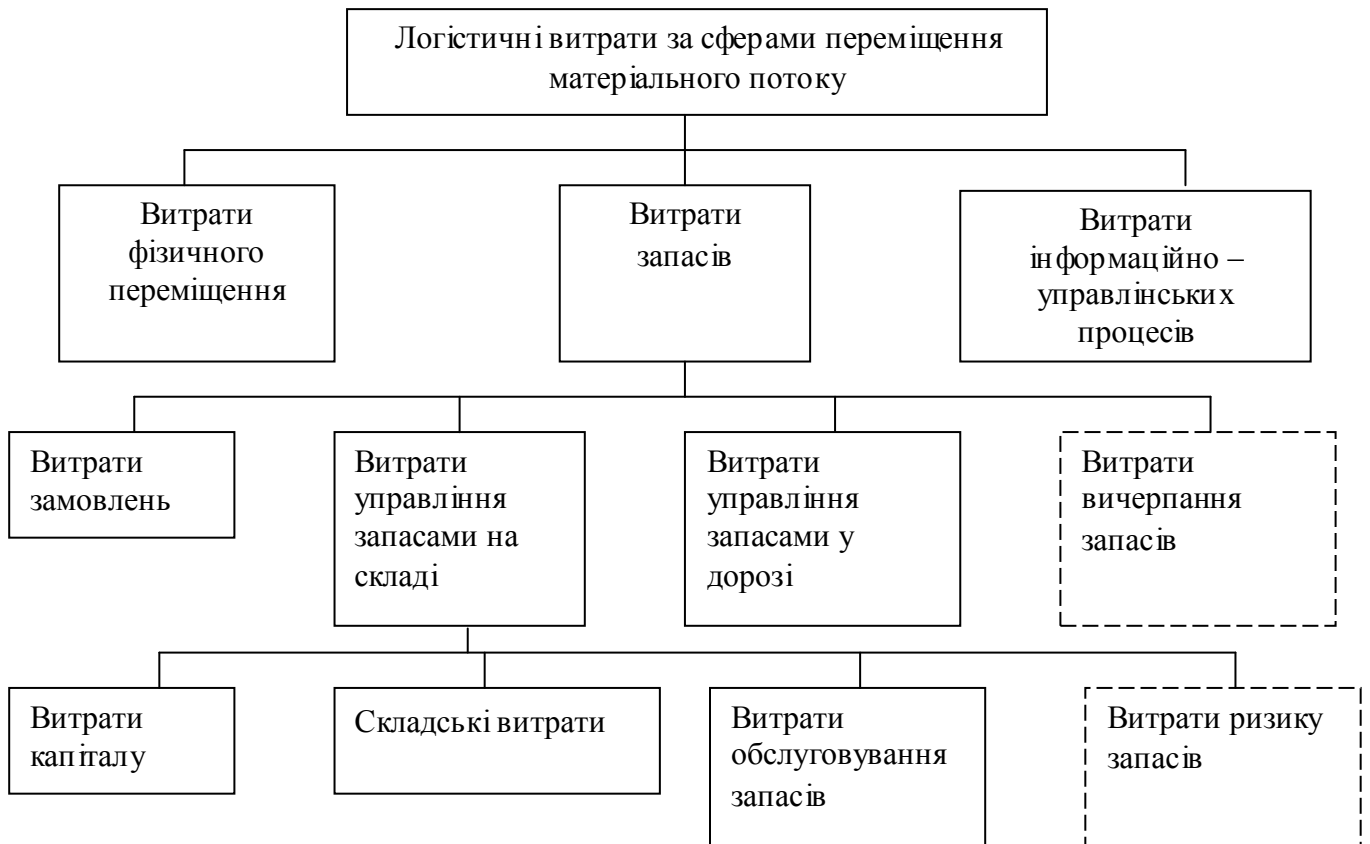 Логістичні витрати за сферами переміщення
матеріального потоку
Витрати
фізичного
переміщення
Витрати
запасів
Витрати
інформаційно –
управлінських
процесів
Витрати
замовлень
Витрати
управління
запасами на
складі
Витрати
управління
запасами у
дорозі
Витрати
вичерпання
запасів
Витрати
капіталу
Складські витрати
Витрати
обслуговування
запасів
Витрати ризику
запасів